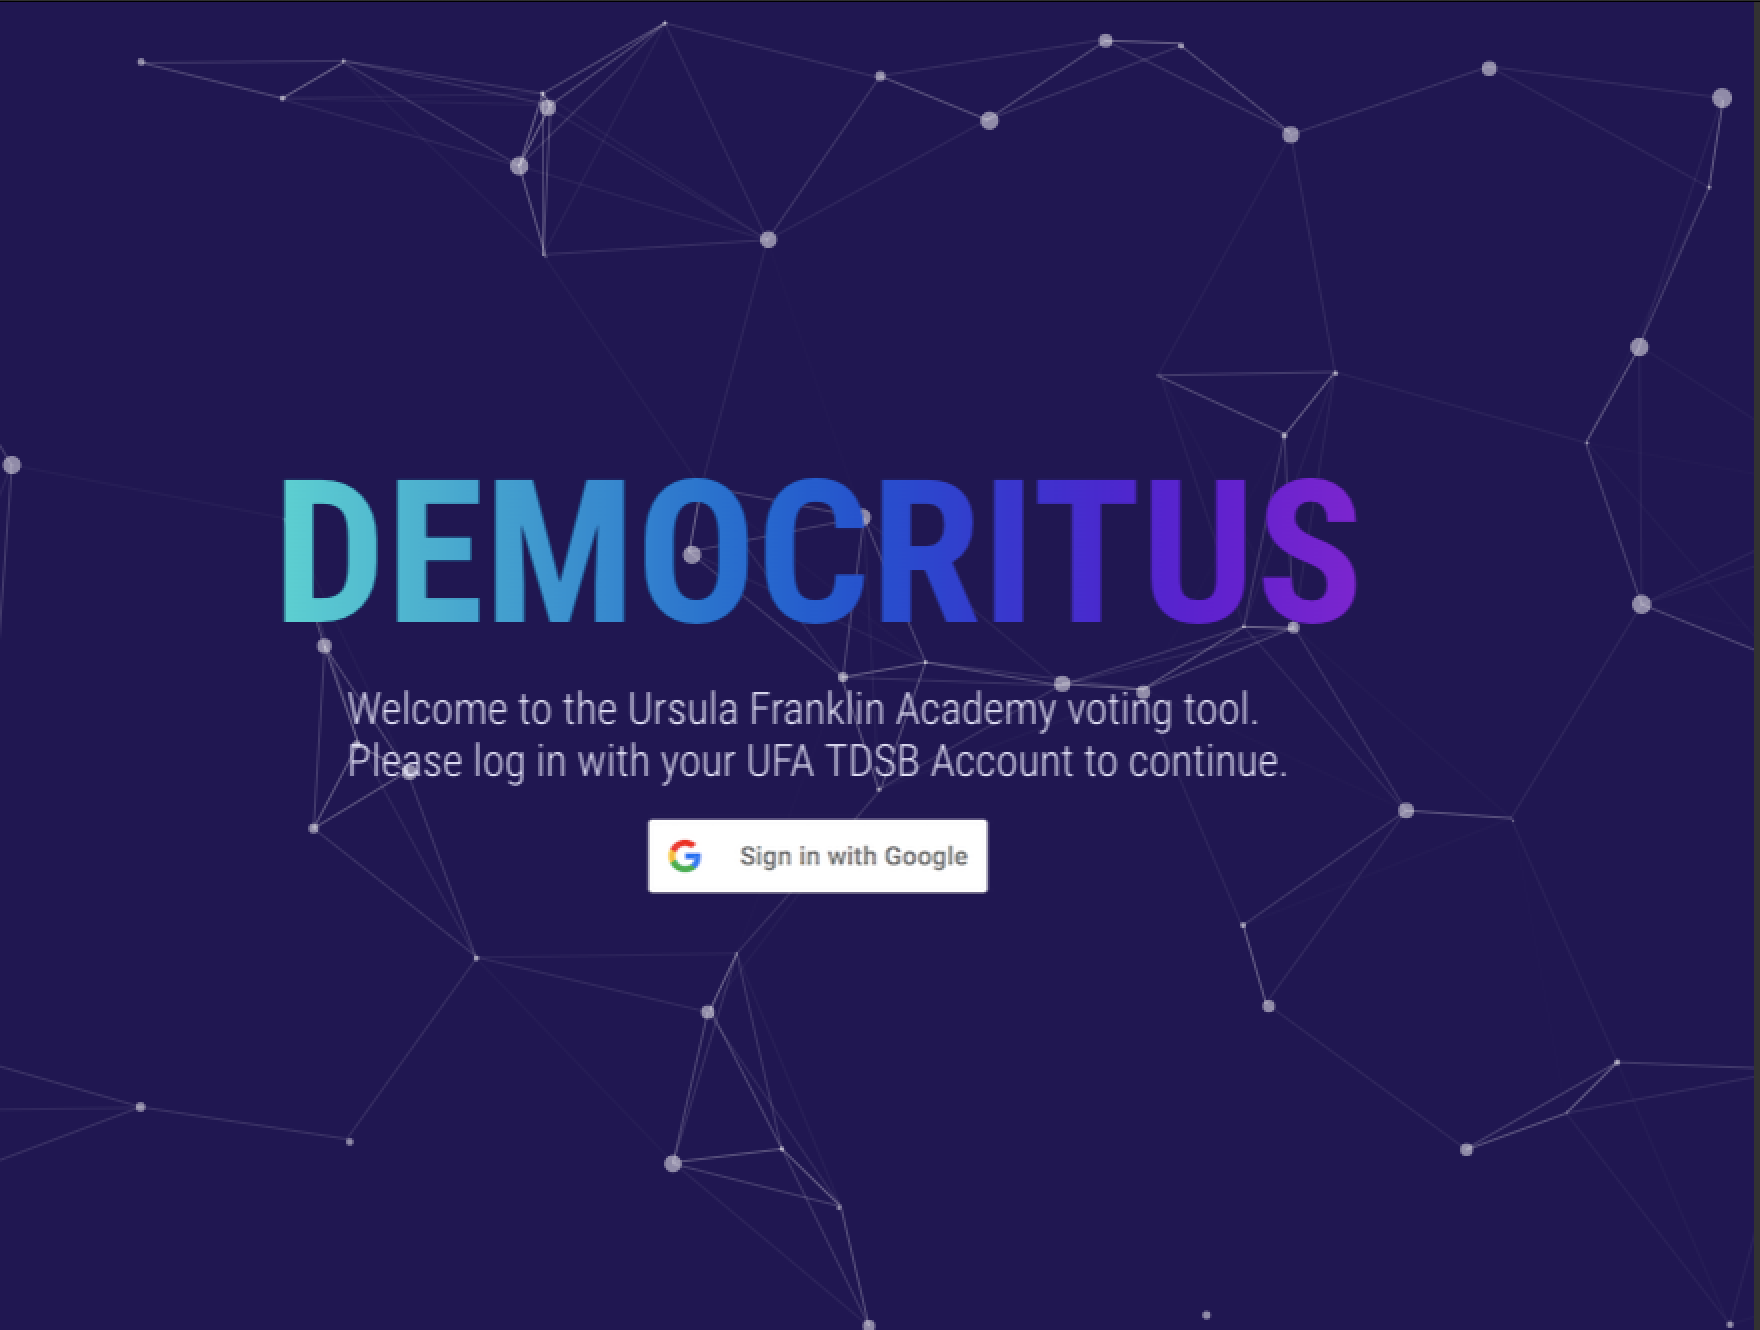 DEMOCRITUS
Welcome to the Ursula Franklin Academy voting tool.
Please log in with your UFA TDSB Account to continue.
Sign in with Google